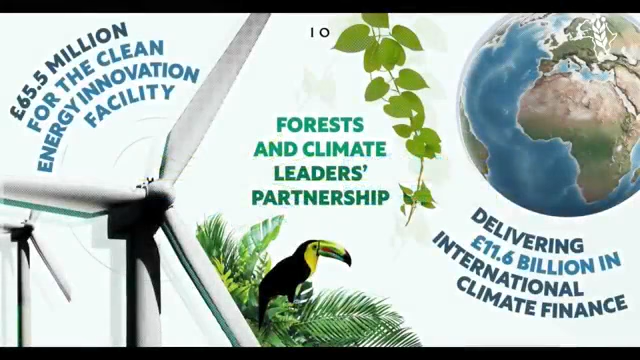 £65.5 MILLION
FOR THE CLEAN
ENERGY INNOVATION
FACILITY
IO
FORESTS
AND CLIMATE
LEADERS'
PARTNERSHIP
DELIVERING
£11.6 BILLION IN
INTERNATIONAL
CLIMATE FINANCE